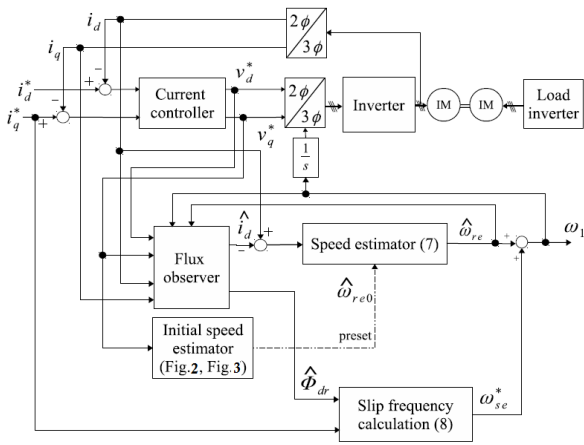 i_d
2ϕ
3ϕ
i_q
−
v_d^*
i_d^*
+
−
Current
controller
2ϕ
3ϕ
Inverter
IM
IM
Load
inverter
i_q^*
+
v_q^*
1/s
Flux
observer
î_d
−
+
Speed estimator (7)
ω̂_re
+
+
ω_1
ω̂_re0
preset
Initial speed
estimator
(Fig.2, Fig.3)
Φ̂_dr
Slip frequency
calculation (8)
ω_se^*